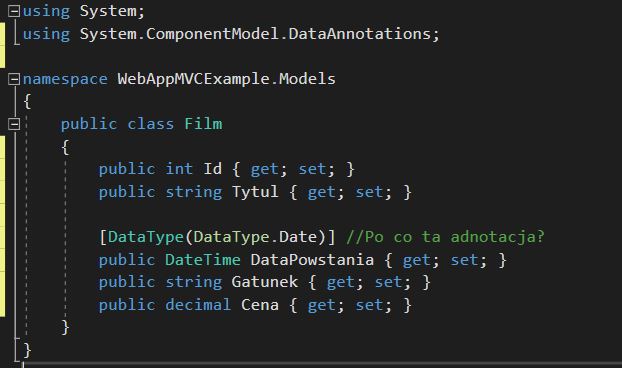 using System;
using System.ComponentModel.DataAnnotations;
namespace WebAppMVCExample.Models
{
public class Film
{
public int Id { get; set; }
public string Tytul { get; set; }
[DataType(DataType.Date)] //Po co ta adnotacja?
public DateTime DataPowstania { get; set; }
public string Gatunek { get; set; }
public decimal Cena { get; set; }
}
}